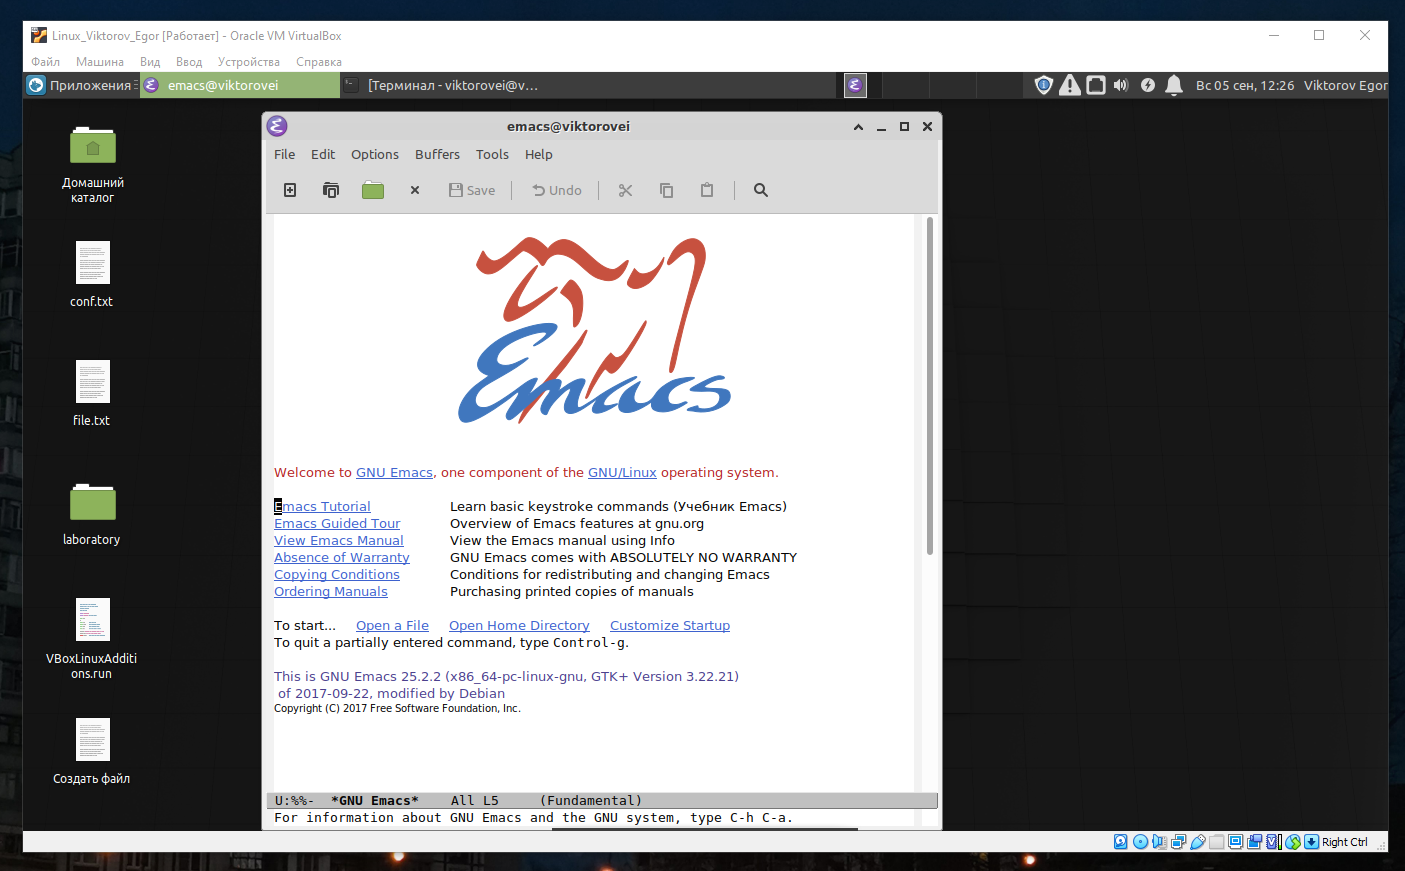 Linux_Viktorov_Egor [Работает] - Oracle VM VirtualBox
Файл Машина Вид Ввод Устройства Справка
Приложения emacs@viktorovei [Терминал - viktorovei@v... Вс 05 сен, 12:26 Viktorov Egor
Домашний
каталог
conf.txt
file.txt
laboratory
VBoxLinuxAdditi
ons.run
Создать файл
emacs@viktorovei
File Edit Options Buffers Tools Help
Save Undo
Emacs
Welcome to GNU Emacs, one component of the GNU/Linux operating system.
Emacs Tutorial Learn basic keystroke commands (Учебник Emacs)
Emacs Guided Tour Overview of Emacs features at gnu.org
View Emacs Manual View the Emacs manual using Info
Absence of Warranty GNU Emacs comes with ABSOLUTELY NO WARRANTY
Copying Conditions Conditions for redistributing and changing Emacs
Ordering Manuals Purchasing printed copies of manuals
To start... Open a File Open Home Directory Customize Startup
To quit a partially entered command, type Control-g.
This is GNU Emacs 25.2.2 (x86_64-pc-linux-gnu, GTK+ Version 3.22.21)
of 2017-09-22, modified by Debian
Copyright (C) 2017 Free Software Foundation, Inc.
U:%%- *GNU Emacs* All L5 (Fundamental)
For information about GNU Emacs and the GNU system, type C-h C-a.
Right Ctrl